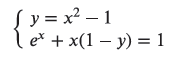 y = x² – 1
eˣ + x(1 – y) = 1